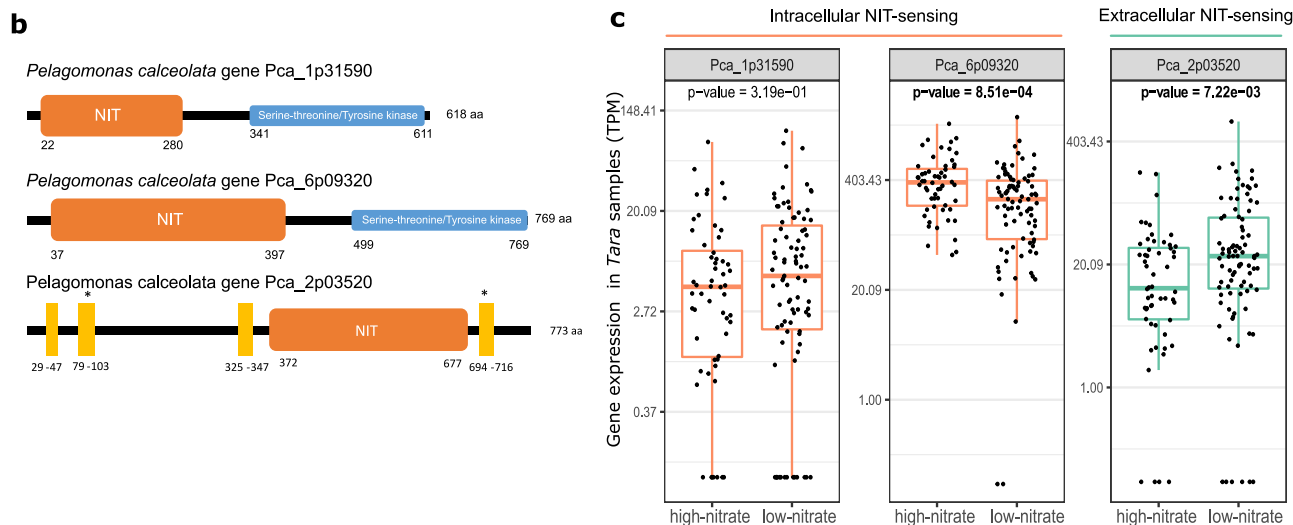 b
Pelagomonas calceolata gene Pca_1p31590
NIT
Serine-threonine/Tyrosine kinase
618 aa
22
280
341
611
Pelagomonas calceolata gene Pca_6p09320
NIT
Serine-threonine/Tyrosine kinase
769 aa
37
397
499
769
Pelagomonas calceolata gene Pca_2p03520
*
*
NIT
773 aa
29 -47
79 -103
325 -347
372
677
694 -716
c
Intracellular NIT-sensing
Extracellular NIT-sensing
Gene expression in Tara samples (TPM)
Pca_1p31590
p-value = 3.19e−01
148.41
20.09
2.72
0.37
high-nitrate
low-nitrate
Pca_6p09320
p-value = 8.51e−04
403.43
20.09
1.00
high-nitrate
low-nitrate
Pca_2p03520
p-value = 7.22e−03
403.43
20.09
1.00
high-nitrate
low-nitrate